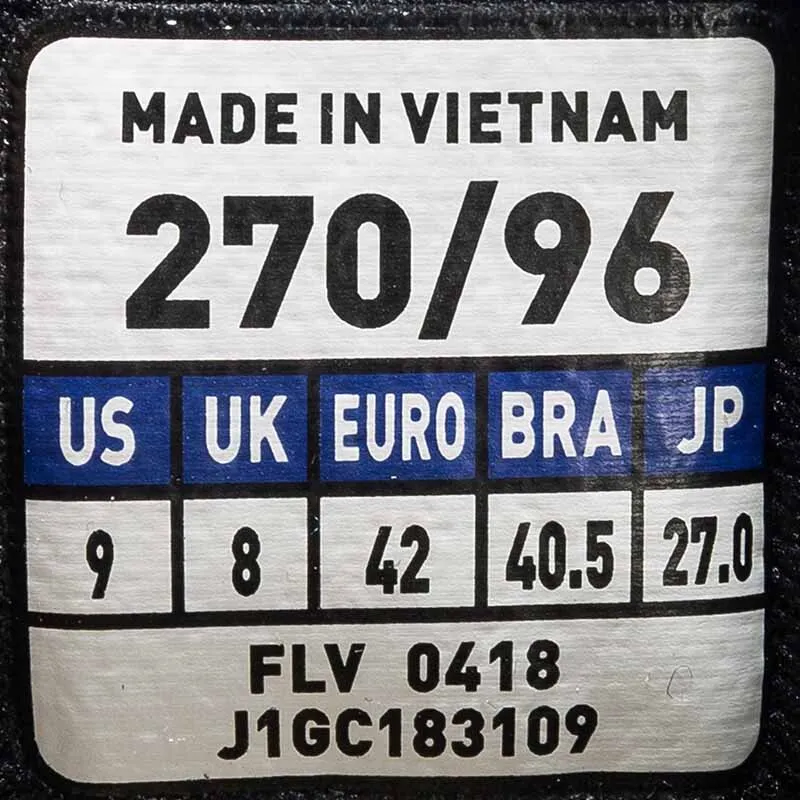 MADE IN VIETNAM
270/96
US UK EURO BRA JP
9 8 42 40.5 27.0
FLV 0418
J1GC183109